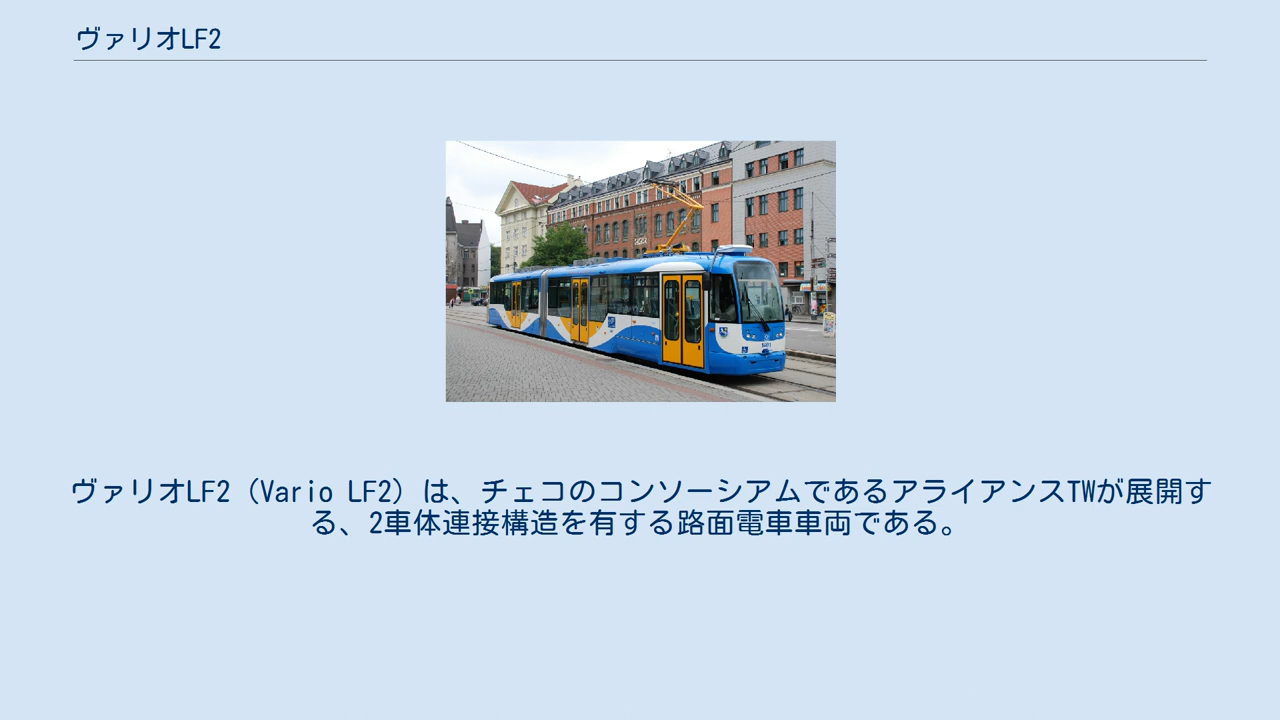 ヴァリオLF2
ヴァリオLF2（Vario LF2）は、チェコのコンソーシアムであるアライアンスTWが展開す
る、2車体連接構造を有する路面電車車両である。